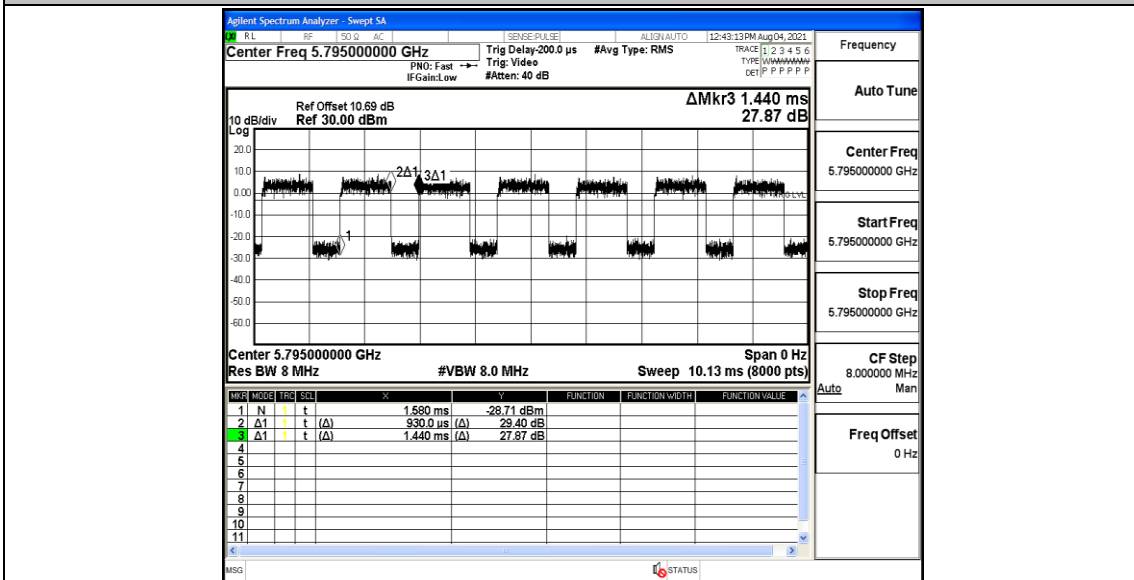 Agilent Spectrum Analyzer - Swept SA
RL RF 50 Ω AC SENSE:PULSE ALIGN AUTO 12:43:13 PM Aug 04, 2021
Center Freq 5.795000000 GHz
PNO: Fast
IFGain:Low
Trig Delay-200.0 µs
Trig: Video
#Atten: 40 dB
#Avg Type: RMS
TRACE 1 2 3 4 5 6
TYPE
DET P P P P P P
Ref Offset 10.69 dB
Ref 30.00 dBm
10 dB/div
Log
ΔMkr3 1.440 ms
27.87 dB
20.0
10.0
0.00
-10.0
-20.0
-30.0
-40.0
-50.0
-60.0
2Δ1
3Δ1
1
Center 5.795000000 GHz Span 0 Hz
Res BW 8 MHz #VBW 8.0 MHz Sweep 10.13 ms (8000 pts)
MKR MODE TRC SCL X Y FUNCTION FUNCTION WIDTH FUNCTION VALUE
1 N 1 t 1.580 ms -28.71 dBm
2 Δ1 1 t (Δ) 930.0 µs (Δ) 29.40 dB
3 Δ1 1 t (Δ) 1.440 ms (Δ) 27.87 dB
4
5
6
7
8
9
10
11
MSG STATUS
Frequency
Auto Tune
Center Freq
5.795000000 GHz
Start Freq
5.795000000 GHz
Stop Freq
5.795000000 GHz
CF Step
8.000000 MHz
Auto Man
Freq Offset
0 Hz